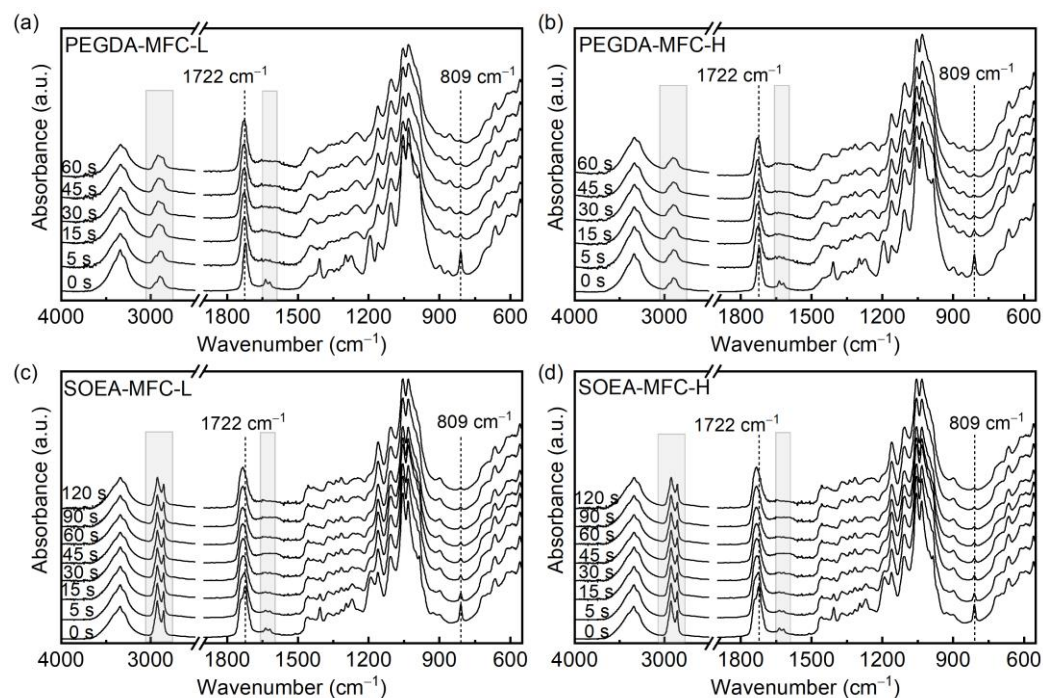 (a)
PEGDA-MFC-L
1722 cm⁻¹
809 cm⁻¹
Absorbance (a.u.)
60 s
45 s
30 s
15 s
5 s
0 s
4000 3000 1800 1500 1200 900 600
Wavenumber (cm⁻¹)
(b)
PEGDA-MFC-H
1722 cm⁻¹
809 cm⁻¹
Absorbance (a.u.)
60 s
45 s
30 s
15 s
5 s
0 s
4000 3000 1800 1500 1200 900 600
Wavenumber (cm⁻¹)
(c)
SOEA-MFC-L
1722 cm⁻¹
809 cm⁻¹
Absorbance (a.u.)
120 s
90 s
60 s
45 s
30 s
15 s
5 s
0 s
4000 3000 1800 1500 1200 900 600
Wavenumber (cm⁻¹)
(d)
SOEA-MFC-H
1722 cm⁻¹
809 cm⁻¹
Absorbance (a.u.)
120 s
90 s
60 s
45 s
30 s
15 s
5 s
0 s
4000 3000 1800 1500 1200 900 600
Wavenumber (cm⁻¹)